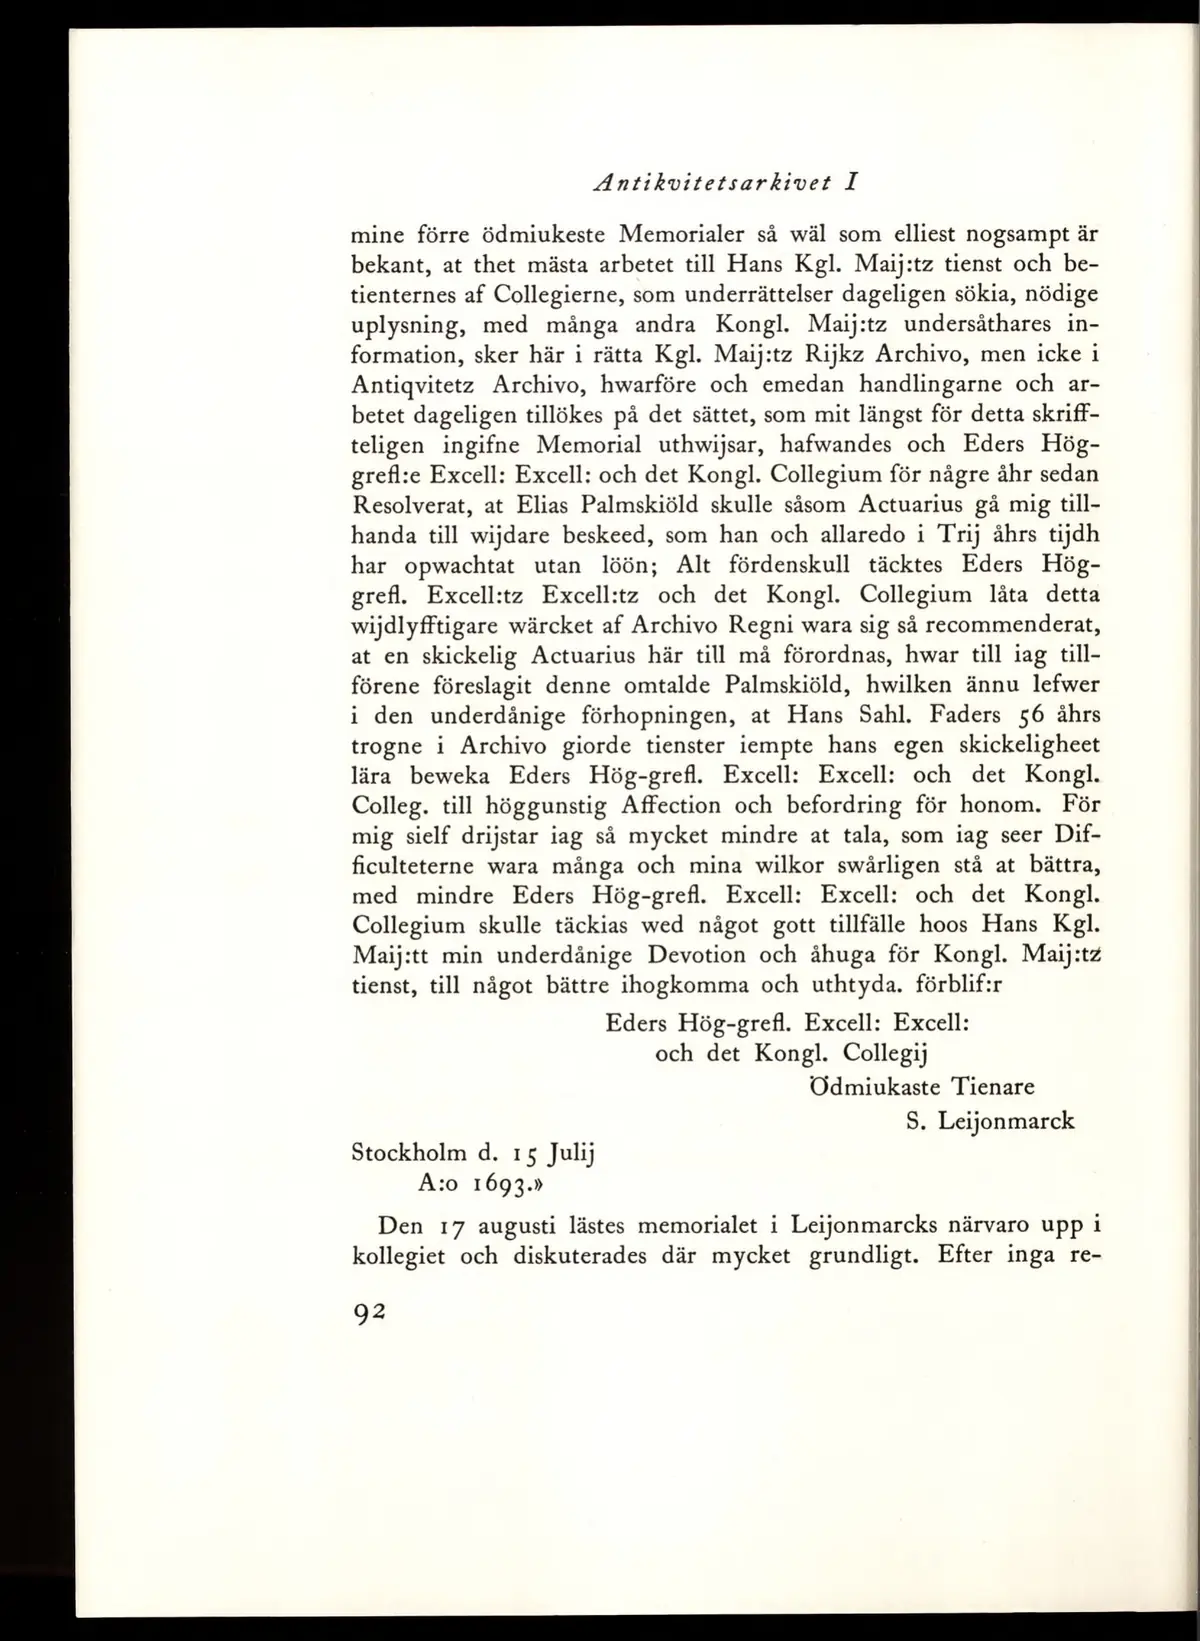 Antikvitetsarkivet I
mine förre ödmiukeste Memorialer så wäl som elliest nogsampt är
bekant, at thet mästa arbetet till Hans Kgl. Maij:tz tienst och be-
tienternes af Collegierne, som underrättelser dageligen sökia, nödige
uplysning, med många andra Kongl. Maij:tz undersåthares in-
formation, sker här i rätta Kgl. Maij:tz Rijkz Archivo, men icke i
Antiqvitetz Archivo, hwarföre och emedan handlingarne och ar-
betet dageligen tillökes på det sättet, som mit längst för detta skriff-
teligen ingifne Memorial uthwijsar, hafwandes och Eders Hög-
grefl:e Excell: Excell: och det Kongl. Collegium för någre åhr sedan
Resolverat, at Elias Palmskiöld skulle såsom Actuarius gå mig till-
handa till wijdare beskeed, som han och allaredo i Trij åhrs tijdh
har opwachtat utan löön; Alt fördenskull täcktes Eders Hög-
grefl. Excell:tz Excell:tz och det Kongl. Collegium låta detta
wijdlyfftigare wärcket af Archivo Regni wara sig så recommenderat,
at en skickelig Actuarius här till må förordnas, hwar till iag till-
förene föreslagit denne omtalde Palmskiöld, hwilken ännu lefwer
i den underdånige förhopningen, at Hans Sahl. Faders 56 åhrs
trogne i Archivo giorde tienster iempte hans egen skickeligheet
lära beweka Eders Hög-grefl. Excell: Excell: och det Kongl.
Colleg. till höggunstig Affection och befordring för honom. För
mig sielf drijstar iag så mycket mindre at tala, som iag seer Dif-
ficulteterne wara många och mina wilkor swårligen stå at bättra,
med mindre Eders Hög-grefl. Excell: Excell: och det Kongl.
Collegium skulle täckias wed något gott tillfälle hoos Hans Kgl.
Maij:tt min underdånige Devotion och åhuga för Kongl. Maij:tz
tienst, till något bättre ihogkomma och uthtyda. förblif:r
Eders Hög-grefl. Excell: Excell:
och det Kongl. Collegij
Ödmiukaste Tienare
S. Leijonmarck
Stockholm d. 15 Julij
A:o 1693.»
Den 17 augusti lästes memorialet i Leijonmarcks närvaro upp i
kollegiet och diskuterades där mycket grundligt. Efter inga re-
92